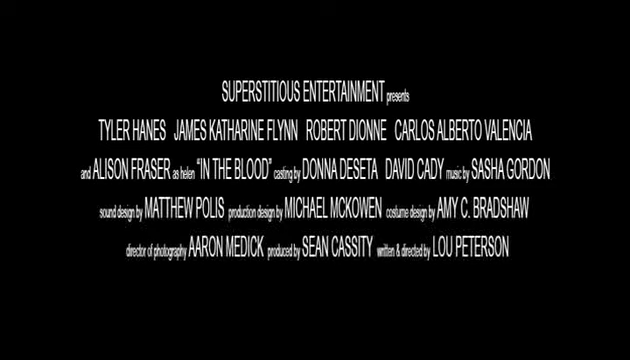 SUPERSTITIOUS ENTERTAINMENT presents
TYLER HANES JAMES KATHARINE FLYNN ROBERT DIONNE CARLOS ALBERTO VALENCIA
and ALISON FRASER as helen "IN THE BLOOD" casting by DONNA DESETA DAVID CADY music by SASHA GORDON
sound design by MATTHEW POLIS production design by MICHAEL MCKOWEN costume design by AMY C. BRADSHAW
director of photography AARON MEDICK produced by SEAN CASSITY written & directed by LOU PETERSON